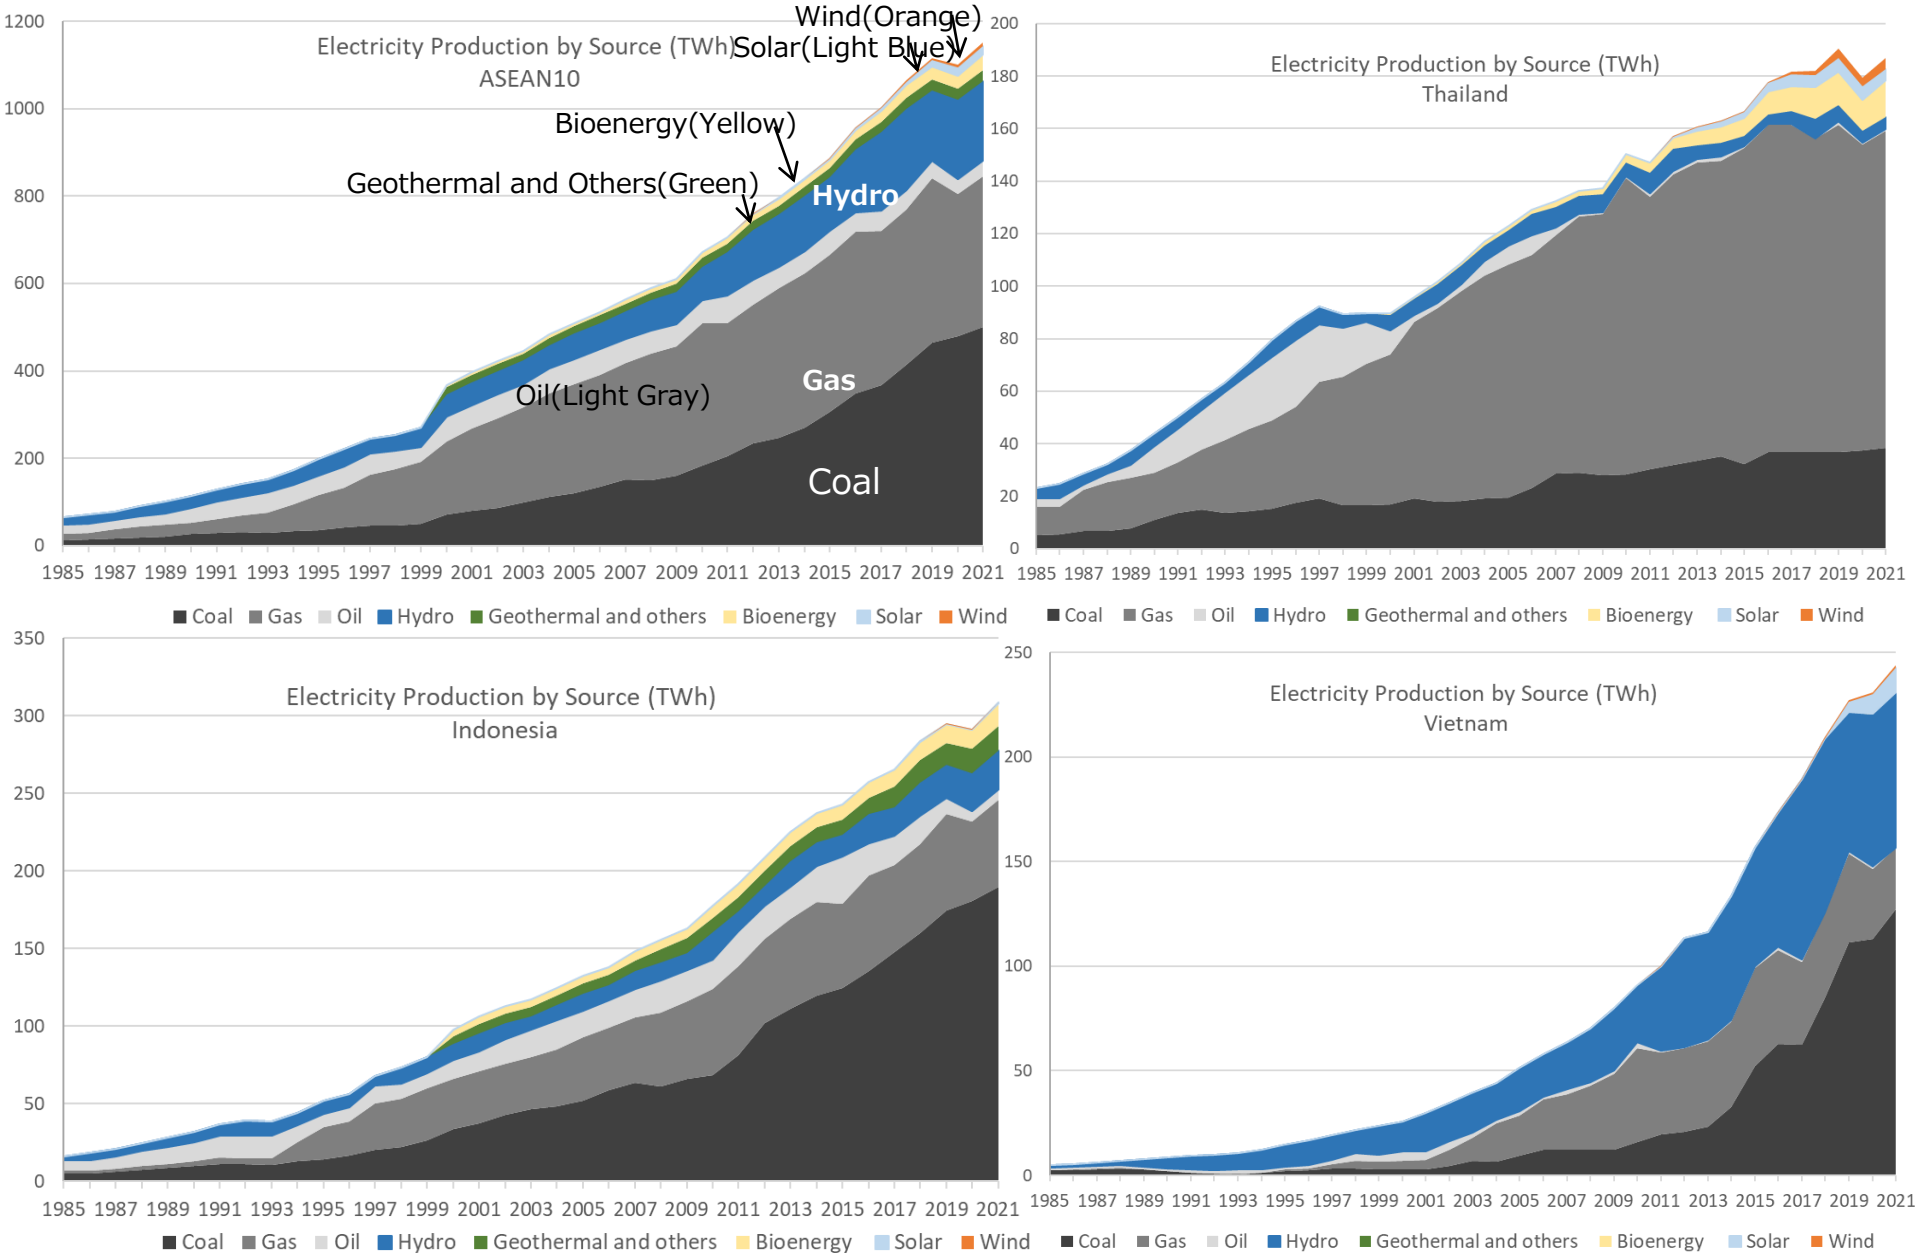 Electricity Production by Source (TWh)
ASEAN10
Wind(Orange)
Solar(Light Blue)
Bioenergy(Yellow)
Geothermal and Others(Green)
Hydro
Gas
Oil(Light Gray)
Coal
1200
1000
800
600
400
200
0
1985 1987 1989 1991 1993 1995 1997 1999 2001 2003 2005 2007 2009 2011 2013 2015 2017 2019 2021
Coal Gas Oil Hydro Geothermal and others Bioenergy Solar Wind
Electricity Production by Source (TWh)
Thailand
200
180
160
140
120
100
80
60
40
20
0
1985 1987 1989 1991 1993 1995 1997 1999 2001 2003 2005 2007 2009 2011 2013 2015 2017 2019 2021
Coal Gas Oil Hydro Geothermal and others Bioenergy Solar Wind
Electricity Production by Source (TWh)
Indonesia
350
300
250
200
150
100
50
0
1985 1987 1989 1991 1993 1995 1997 1999 2001 2003 2005 2007 2009 2011 2013 2015 2017 2019 2021
Coal Gas Oil Hydro Geothermal and others Bioenergy Solar Wind
Electricity Production by Source (TWh)
Vietnam
250
200
150
100
50
0
1985 1987 1989 1991 1993 1995 1997 1999 2001 2003 2005 2007 2009 2011 2013 2015 2017 2019 2021
Coal Gas Oil Hydro Geothermal and others Bioenergy Solar Wind